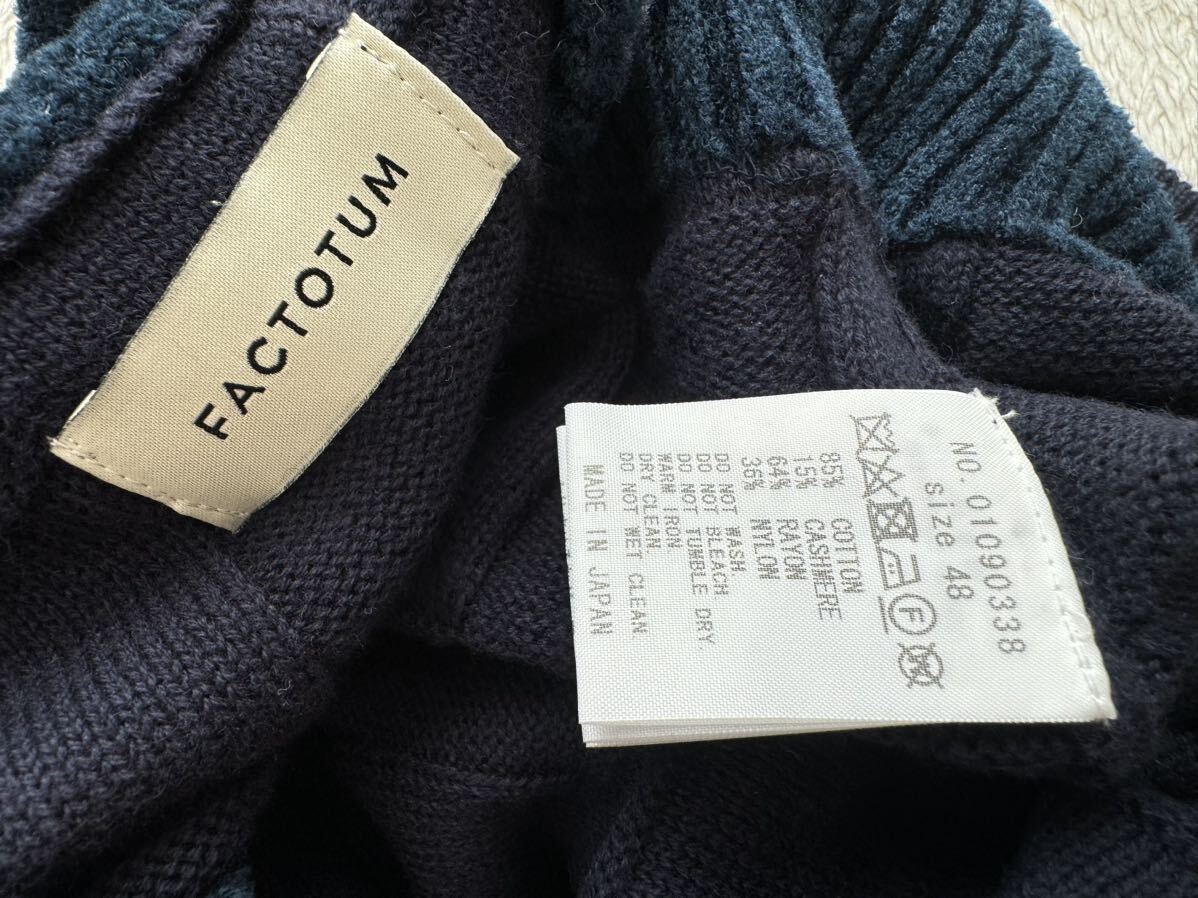 FACTOTUM
NO. 01090338
Size 48
F
W
85% COTTON
15% CASHMERE
64% RAYON
36% NYLON
DO NOT WASH.
DO NOT BLEACH
DO NOT TUMBLE DRY.
WARM IRON
DRY CLEAN
DO NOT WET CLEAN
MADE IN JAPAN